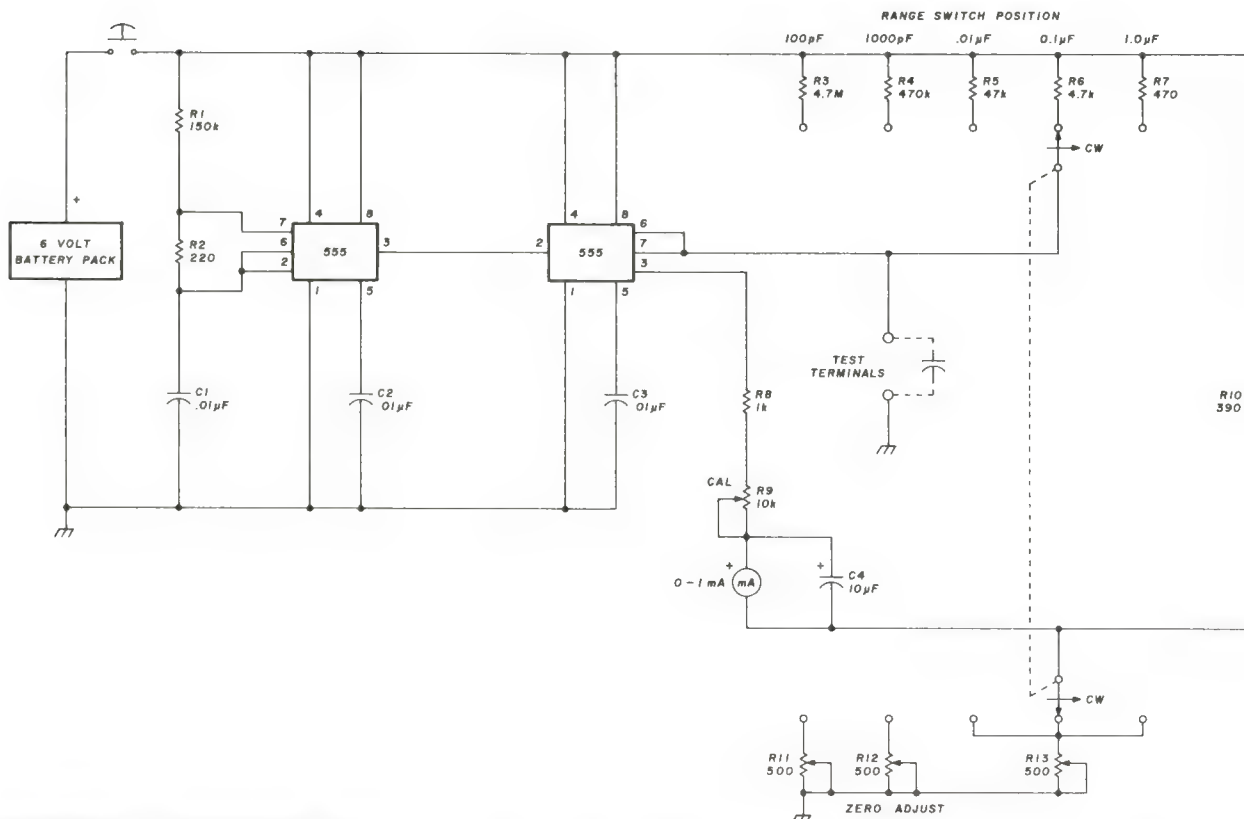 RANGE SWITCH POSITION
100pF 1000pF .01µF 0.1µF 1.0µF
R3
4.7M
R4
470k
R5
47k
R6
4.7k
R7
470
R1
150k
CW
+
6 VOLT
BATTERY PACK
R2
220
7
6
2
4
8
555
3
1
5
2
4
8
555
6
7
3
1
5
C1
.01µF
C2
.01µF
C3
.01µF
R8
1k
TEST
TERMINALS
R10
390
CAL
R9
10k
+
0-1mA
mA
+
C4
10µF
CW
R11
500
R12
500
R13
500
ZERO ADJUST